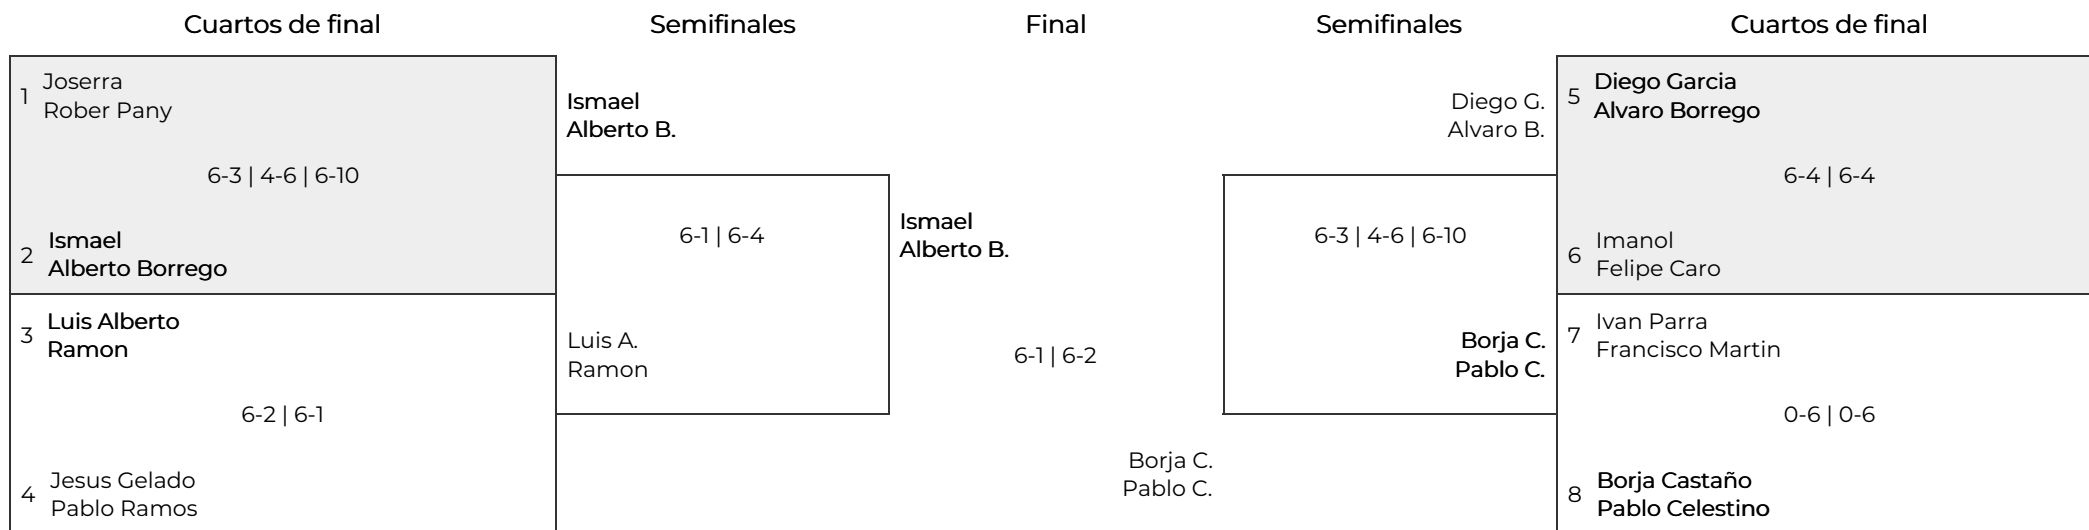 Cuartos de final
Semifinales
Final
Semifinales
Cuartos de final
1
Joserra
Rober Pany
6-3 | 4-6 | 6-10
2
Ismael
Alberto Borrego
3
Luis Alberto
Ramon
6-2 | 6-1
4
Jesus Gelado
Pablo Ramos
Ismael
Alberto B.
6-1 | 6-4
Luis A.
Ramon
Ismael
Alberto B.
6-1 | 6-2
Borja C.
Pablo C.
Diego G.
Alvaro B.
6-3 | 4-6 | 6-10
Borja C.
Pablo C.
5
Diego Garcia
Alvaro Borrego
6-4 | 6-4
6
Imanol
Felipe Caro
7
Ivan Parra
Francisco Martin
0-6 | 0-6
8
Borja Castaño
Pablo Celestino